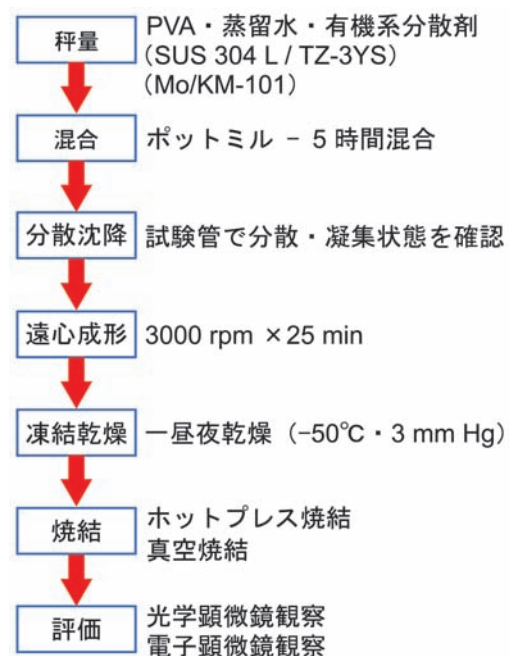 秤量
PVA・蒸留水・有機系分散剤
（SUS 304 L / TZ-3YS）
（Mo/KM-101）
混合
ポットミル － 5 時間混合
分散沈降
試験管で分散・凝集状態を確認
遠心成形
3000 rpm ×25 min
凍結乾燥
一昼夜乾燥（−50℃・3 mm Hg）
焼結
ホットプレス焼結
真空焼結
評価
光学顕微鏡観察
電子顕微鏡観察